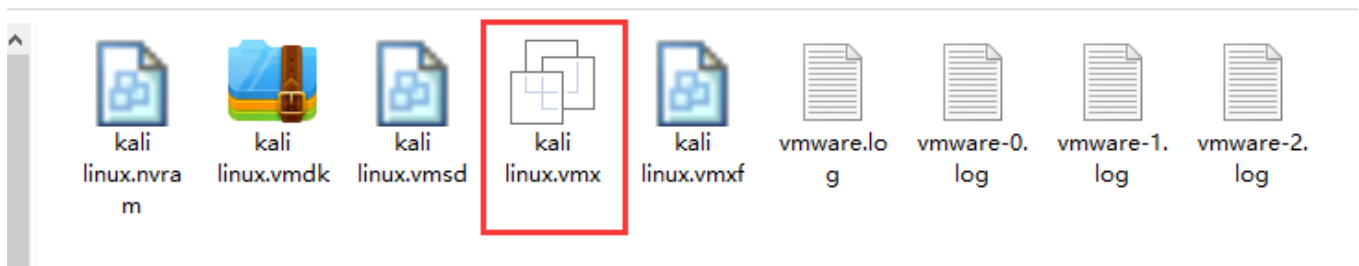 kali
linux.nvra
m
kali
linux.vmdk
kali
linux.vmsd
kali
linux.vmx
kali
linux.vmxf
vmware.lo
g
vmware-0.
log
vmware-1.
log
vmware-2.
log